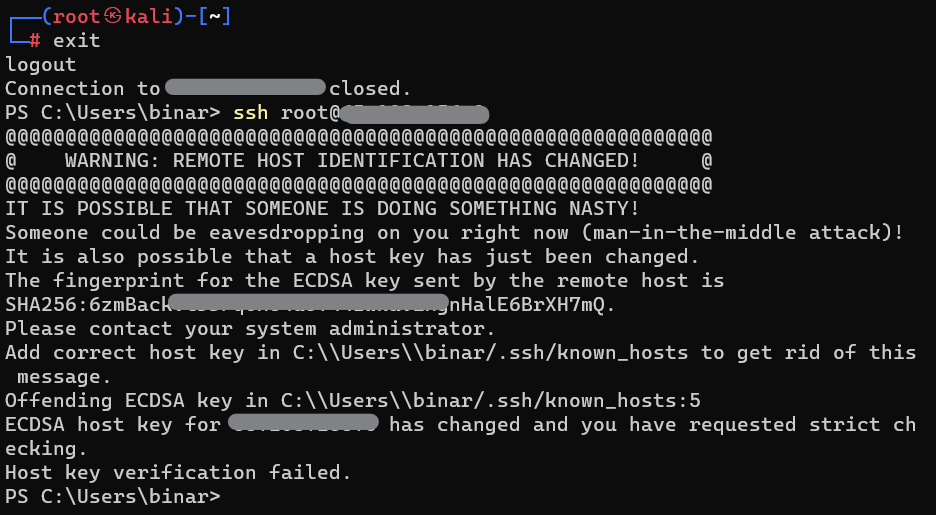 ┌──(root㉿kali)-[~]
└─# exit
logout
Connection to closed.
PS C:\Users\binar> ssh root@
@@@@@@@@@@@@@@@@@@@@@@@@@@@@@@@@@@@@@@@@@@@@@@@@@@@@@@@@@@@
@    WARNING: REMOTE HOST IDENTIFICATION HAS CHANGED!     @
@@@@@@@@@@@@@@@@@@@@@@@@@@@@@@@@@@@@@@@@@@@@@@@@@@@@@@@@@@@
IT IS POSSIBLE THAT SOMEONE IS DOING SOMETHING NASTY!
Someone could be eavesdropping on you right now (man-in-the-middle attack)!
It is also possible that a host key has just been changed.
The fingerprint for the ECDSA key sent by the remote host is
SHA256:6zmBack nHalE6BrXH7mQ.
Please contact your system administrator.
Add correct host key in C:\\Users\\binar/.ssh/known_hosts to get rid of this
 message.
Offending ECDSA key in C:\\Users\\binar/.ssh/known_hosts:5
ECDSA host key for has changed and you have requested strict ch
ecking.
Host key verification failed.
PS C:\Users\binar>